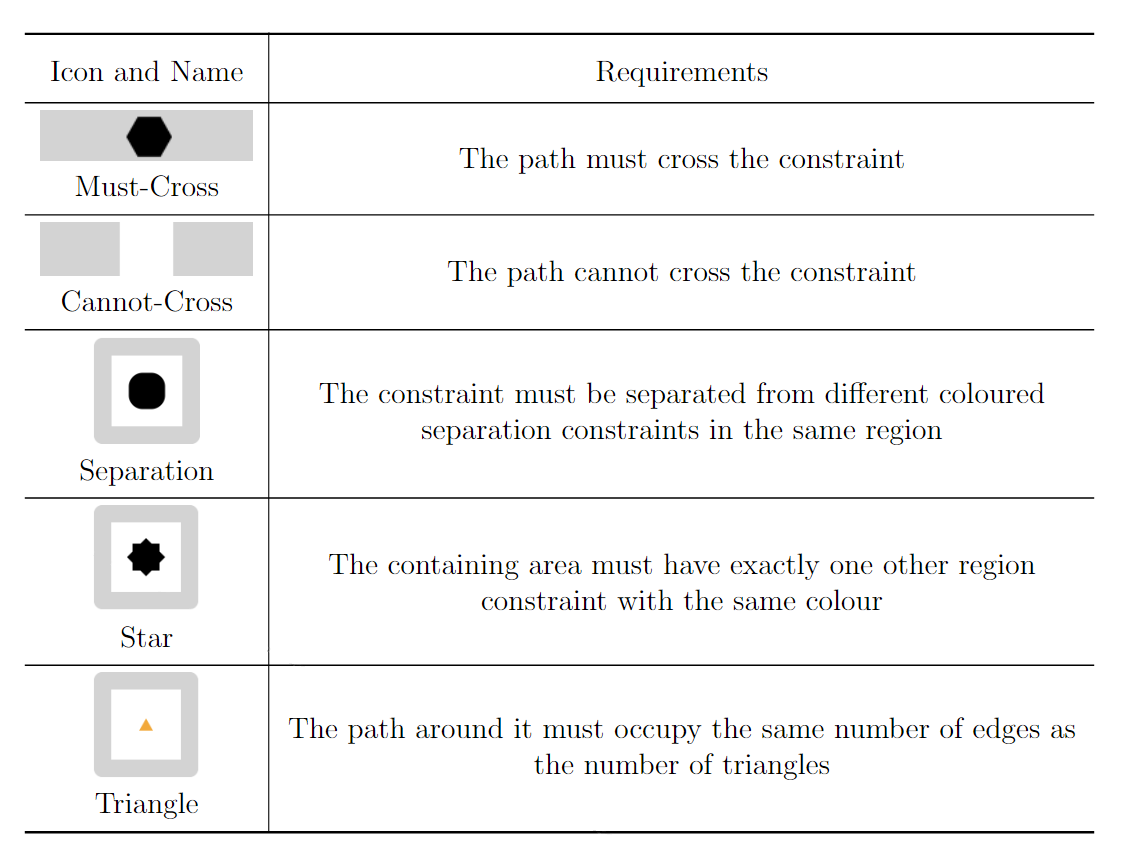 Icon and Name
Requirements
Must-Cross
The path must cross the constraint
Cannot-Cross
The path cannot cross the constraint
Separation
The constraint must be separated from different coloured
separation constraints in the same region
Star
The containing area must have exactly one other region
constraint with the same colour
Triangle
The path around it must occupy the same number of edges as
the number of triangles